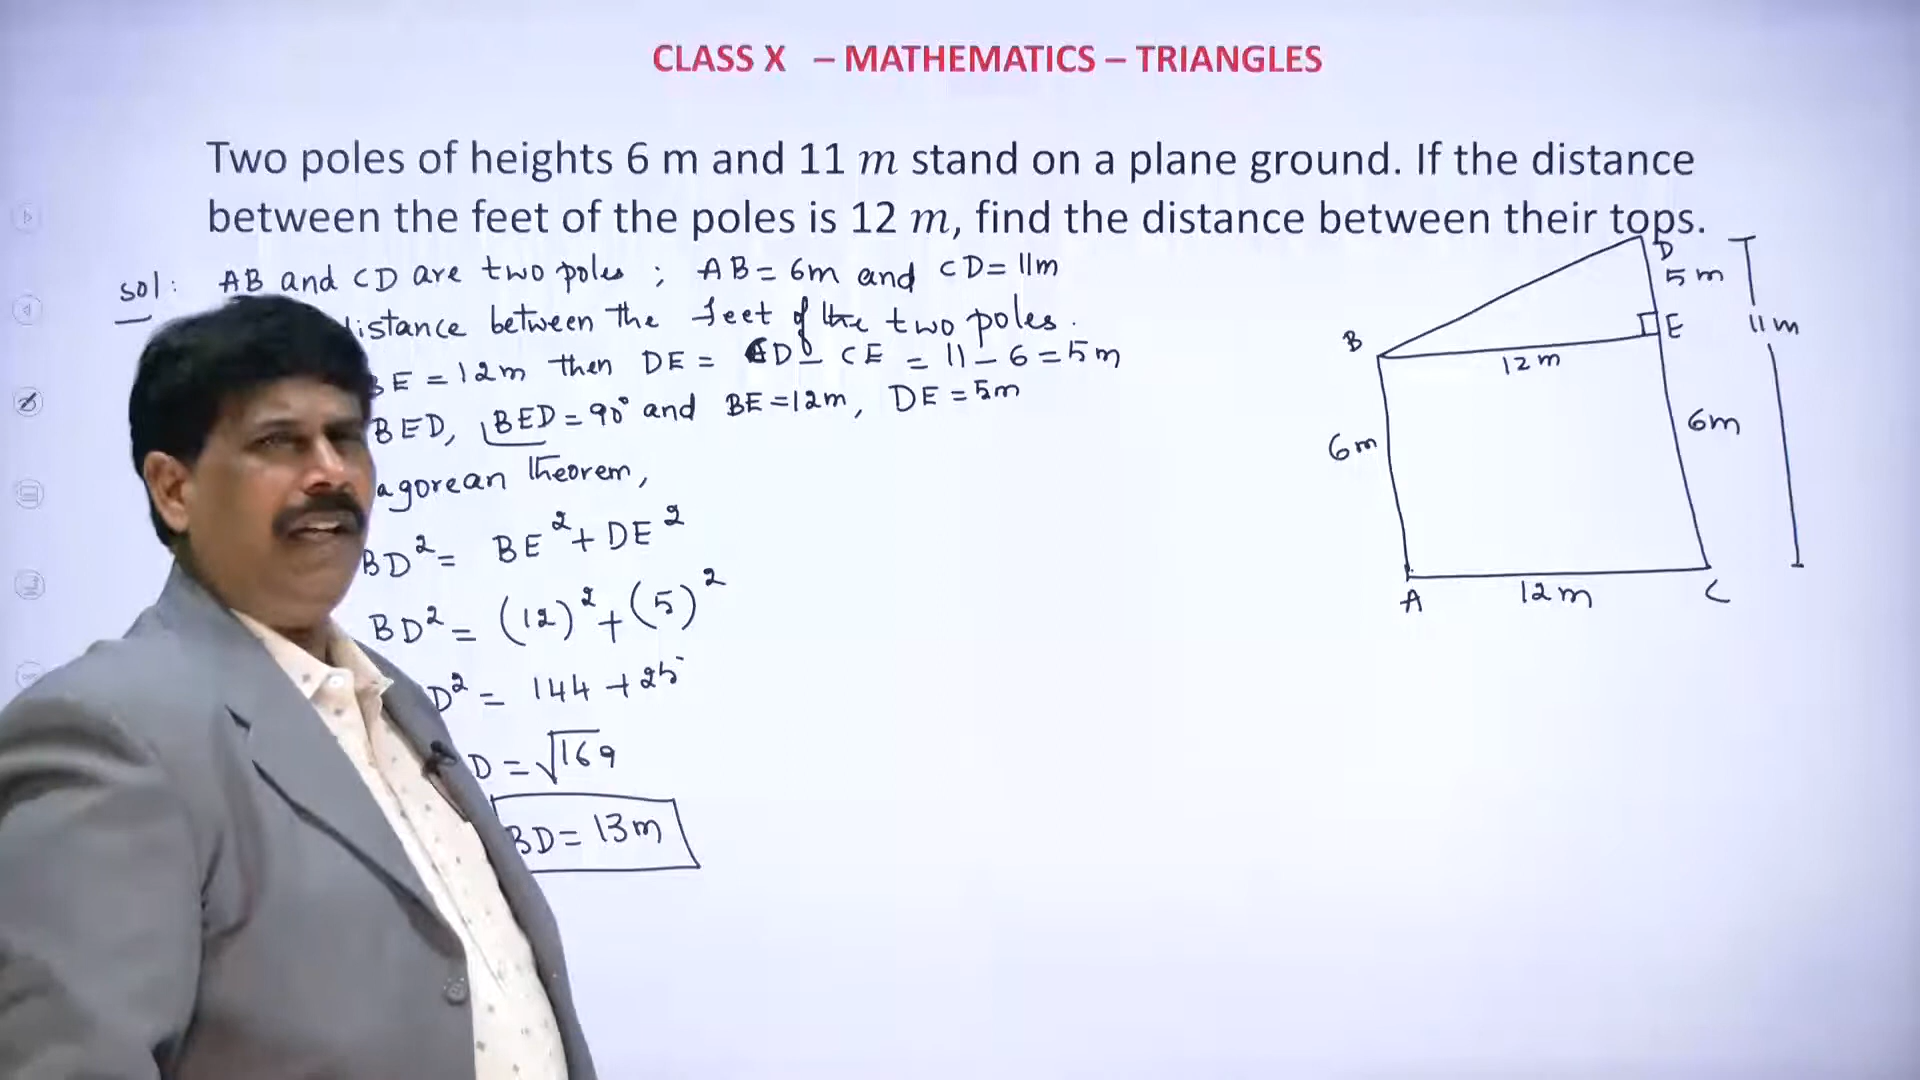 CLASS X – MATHEMATICS – TRIANGLES
Two poles of heights 6 m and 11 m stand on a plane ground. If the distance
between the feet of the poles is 12 m, find the distance between their tops.
sol: AB and CD are two poles ; AB = 6m and CD = 11m
distance between the feet of the two poles.
BE = 12m then DE = CD - CE = 11 - 6 = 5m
BED, BED = 90° and BE = 12m, DE = 5m
agorean theorem,
BD² = BE² + DE²
BD² = (12)² + (5)²
D² = 144 + 25
D = √169
BD = 13m
D
5m
E
11m
B
12m
6m
6m
A
12m
C